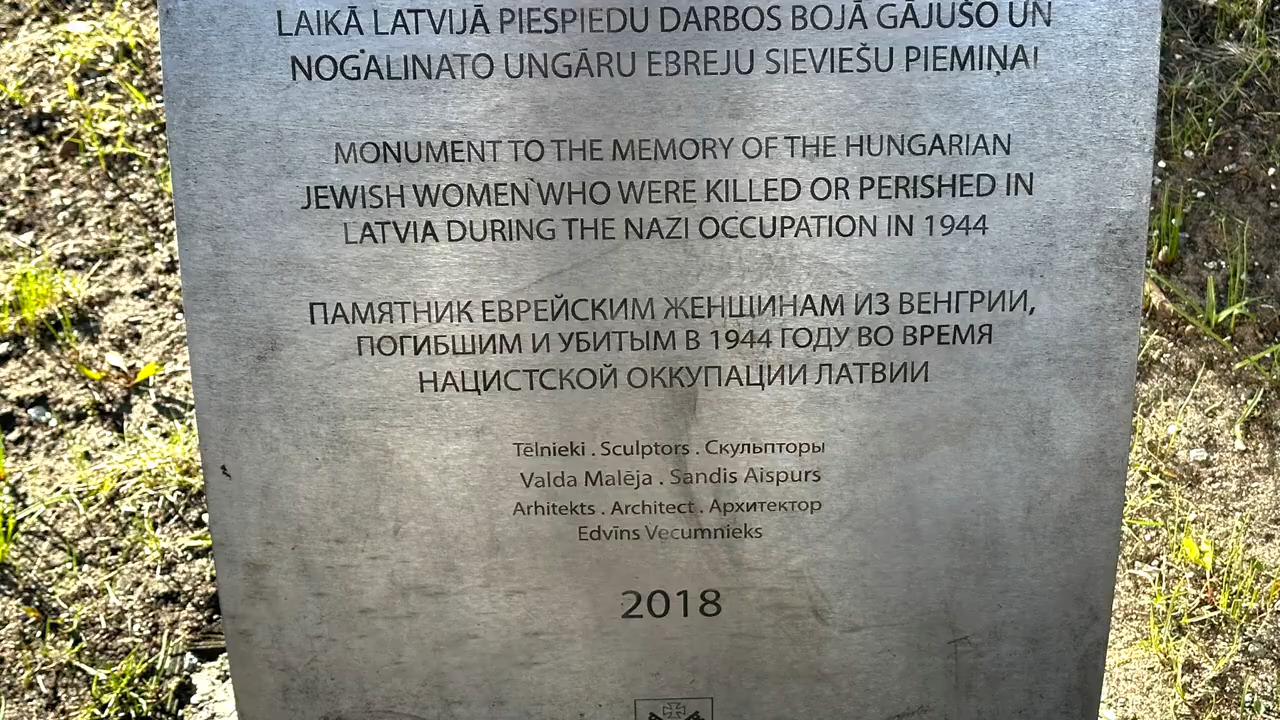 LAIKĀ LATVIJĀ PIESPIEDU DARBOS BOJĀ GĀJUŠO UN
NOGALINATO UNGĀRU EBREJU SIEVIEŠU PIEMIŅAI
MONUMENT TO THE MEMORY OF THE HUNGARIAN
JEWISH WOMEN WHO WERE KILLED OR PERISHED IN
LATVIA DURING THE NAZI OCCUPATION IN 1944
ПАМЯТНИК ЕВРЕЙСКИМ ЖЕНЩИНАМ ИЗ ВЕНГРИИ,
ПОГИБШИМ И УБИТЫМ В 1944 ГОДУ ВО ВРЕМЯ
НАЦИСТСКОЙ ОККУПАЦИИ ЛАТВИИ
Tēlnieki . Sculptors . Скульпторы
Valda Malēja . Sandis Aispurs
Arhitekts . Architect . Архитектор
Edvīns Vecumnieks
2018